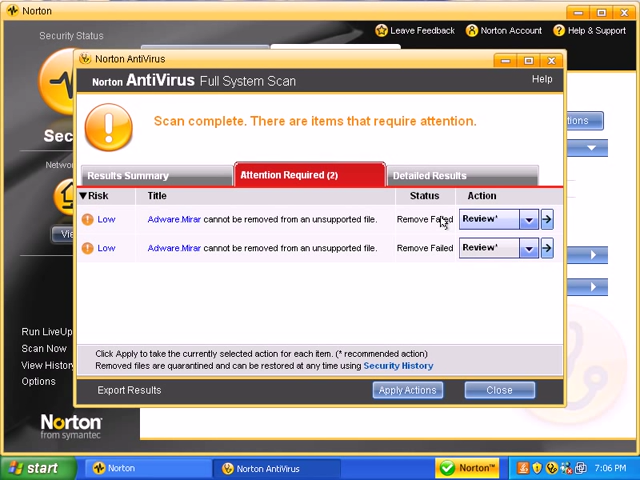 Norton
Security Status
Leave Feedback
Norton Account
Help & Support
Norton AntiVirus
Norton AntiVirus Full System Scan
Help
Scan complete. There are items that require attention.
Sec
Results Summary
Attention Required (2)
Detailed Results
Risk Title Status Action
Low Adware.Mirar cannot be removed from an unsupported file. Remove Failed Review*
Low Adware.Mirar cannot be removed from an unsupported file. Remove Failed Review*
Run LiveUp
Scan Now
View History
Options
Click Apply to take the currently selected action for each item. (* recommended action)
Removed files are quarantined and can be restored at any time using Security History
Export Results
Apply Actions
Close
Norton
from symantec
start
Norton
Norton AntiVirus
Norton™
7:06 PM